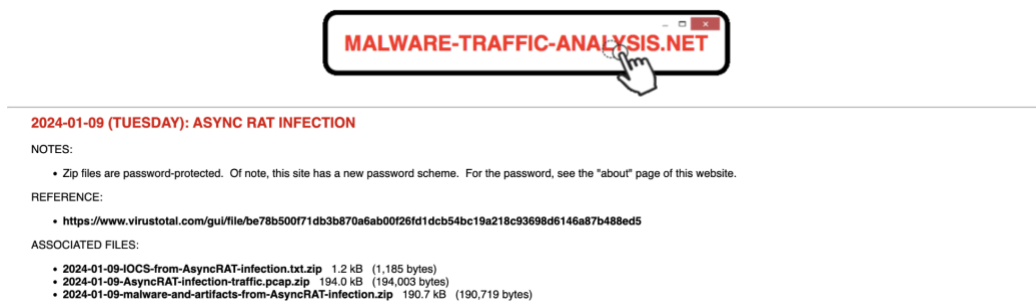 MALWARE-TRAFFIC-ANALYSIS.NET
2024-01-09 (TUESDAY): ASYNC RAT INFECTION
NOTES:
• Zip files are password-protected. Of note, this site has a new password scheme. For the password, see the "about" page of this website.
REFERENCE:
• https://www.virustotal.com/gui/file/be78b500f71db3b870a6ab00f26fd1dcb54bc19a218c93698d6146a87b488ed5
ASSOCIATED FILES:
• 2024-01-09-IOCS-from-AsyncRAT-infection.txt.zip 1.2 kB (1,185 bytes)
• 2024-01-09-AsyncRAT-infection-traffic.pcap.zip 194.0 kB (194,003 bytes)
• 2024-01-09-malware-and-artifacts-from-AsyncRAT-infection.zip 190.7 kB (190,719 bytes)